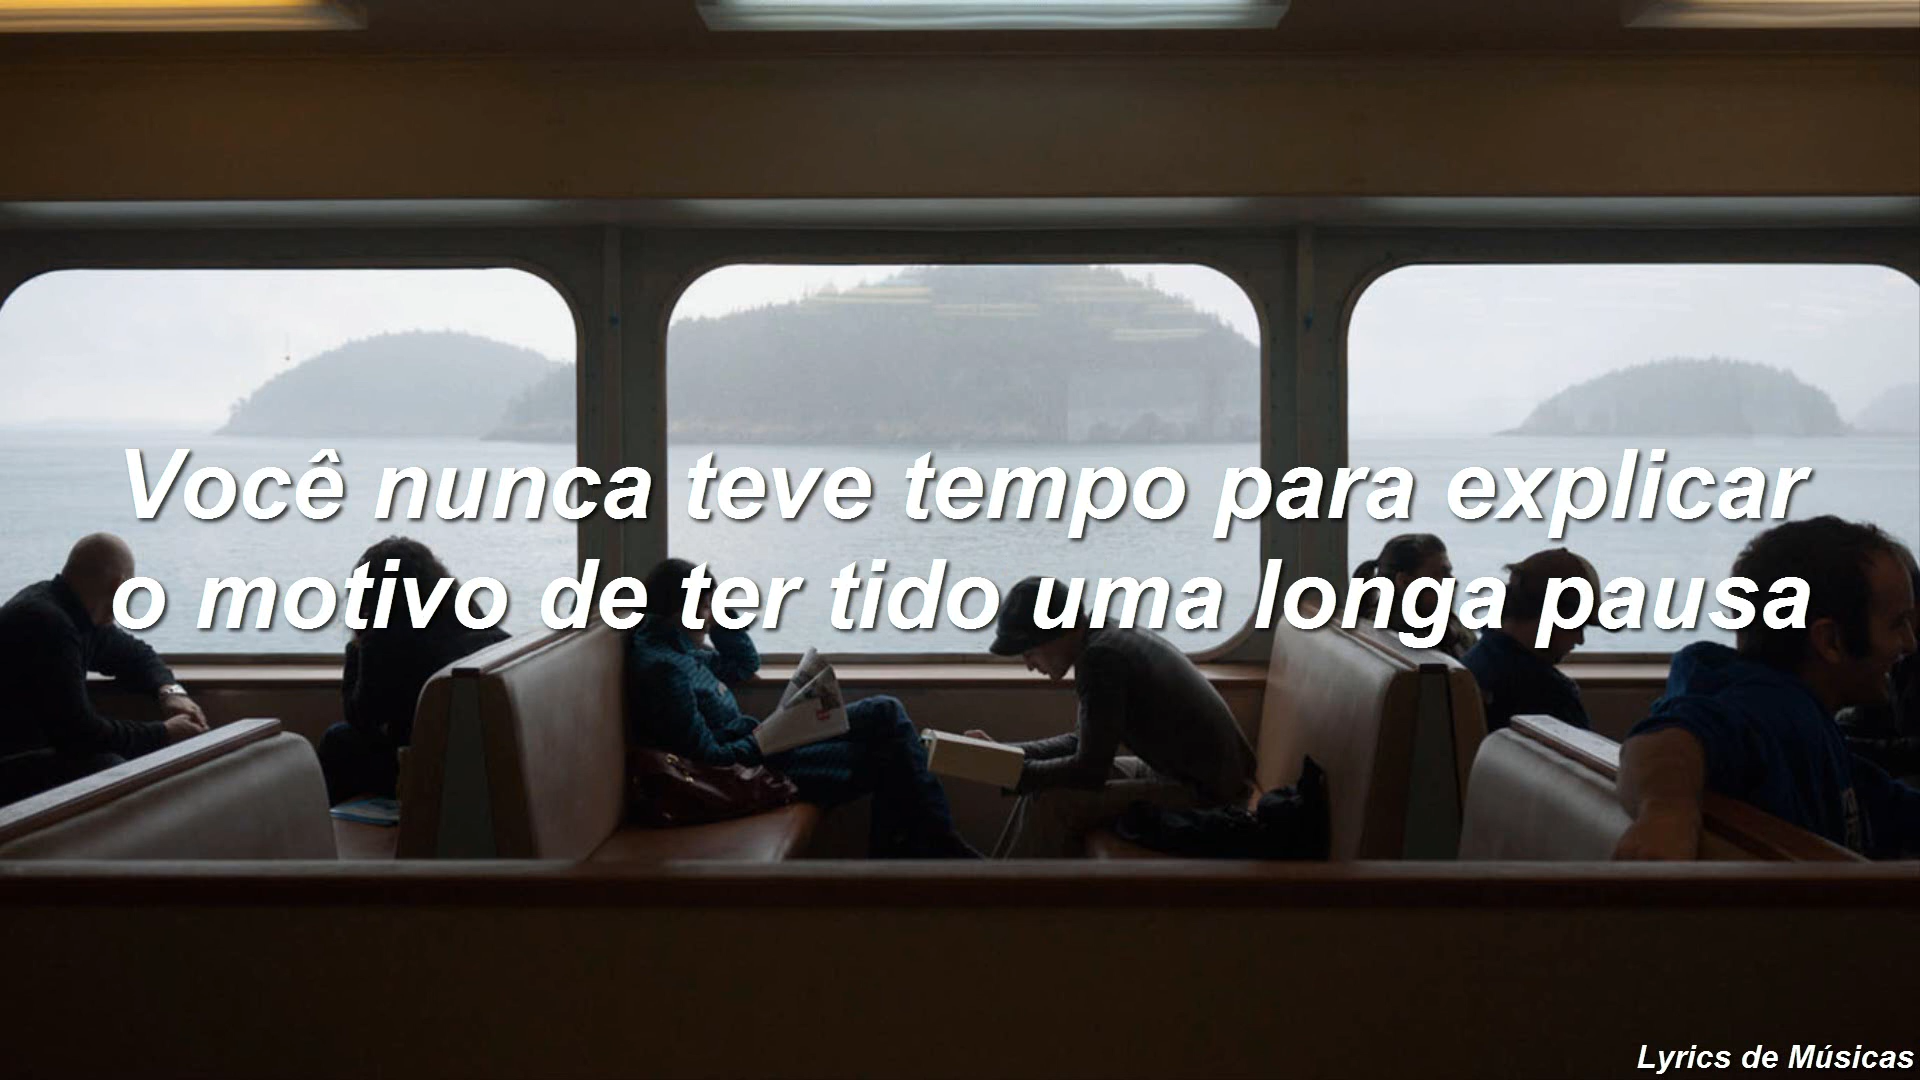 Você nunca teve tempo para explicar
o motivo de ter tido uma longa pausa
Lyrics de Músicas